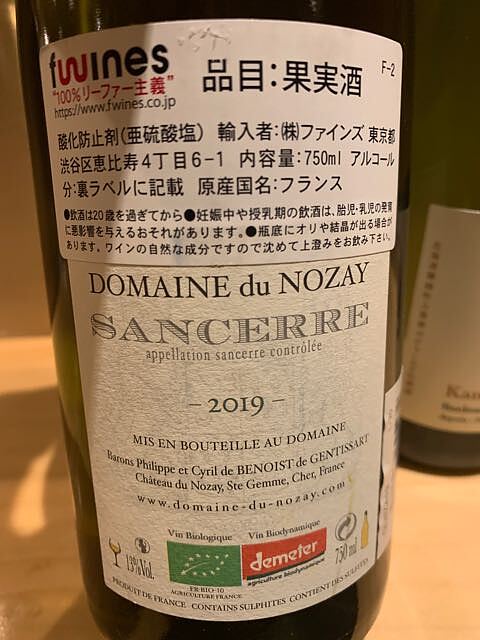 fwines
"100%リーファー主義"
https://www.fwines.co.jp
品目：果実酒
F-2
酸化防止剤（亜硫酸塩） 輸入者：㈱ファインズ 東京都
渋谷区恵比寿4丁目6-1 内容量：750ml アルコール
分：裏ラベルに記載 原産国名：フランス
●飲酒は20歳を過ぎてから●妊娠中や授乳期の飲酒は、胎児・乳児の発育
に悪影響を与えるおそれがあります。●瓶底にオリや結晶が出る場合が
あります。ワインの自然な成分ですので沈めて上澄みをお飲み下さい。
DOMAINE du NOZAY
SANCERRE
appellation sancerre contrôlée
- 2019 -
MIS EN BOUTEILLE AU DOMAINE
Barons Philippe et Cyril de BENOIST de GENTISSART
Château du Nozay, Ste Gemme, Cher, France
www.domaine-du-nozay.com
Vin Biologique
Vin Biodynamique
13%Vol.
demeter
agriculture biodynamique
750 ml
FR-BIO-10
AGRICULTURE FRANCE
PRODUIT DE FRANCE CONTAINS SULPHITES CONTIENT DES SULFITES
Kan